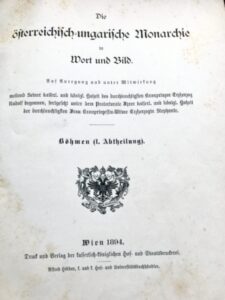 Die
österreichisch-ungarische Monarchie
in
Wort und Bild.
Auf Anregung und unter Mitwirkung
weiland Seiner kaiserl. und königl. Hoheit des durchlauchtigsten Kronprinzen Erzherzog
Rudolf begonnen, fortgesetzt unter dem Protectorate Ihrer kaiserl. und königl. Hoheit
der durchlauchtigsten Frau Kronprinzessin-Witwe Erzherzogin Stephanie.
Böhmen (1. Abtheilung).
Wien 1894.
Druck und Verlag der kaiserlich-königlichen Hof- und Staatsdruckerei.
Alfred Hölder, k. und k. Hof- und Universitätsbuchhändler.